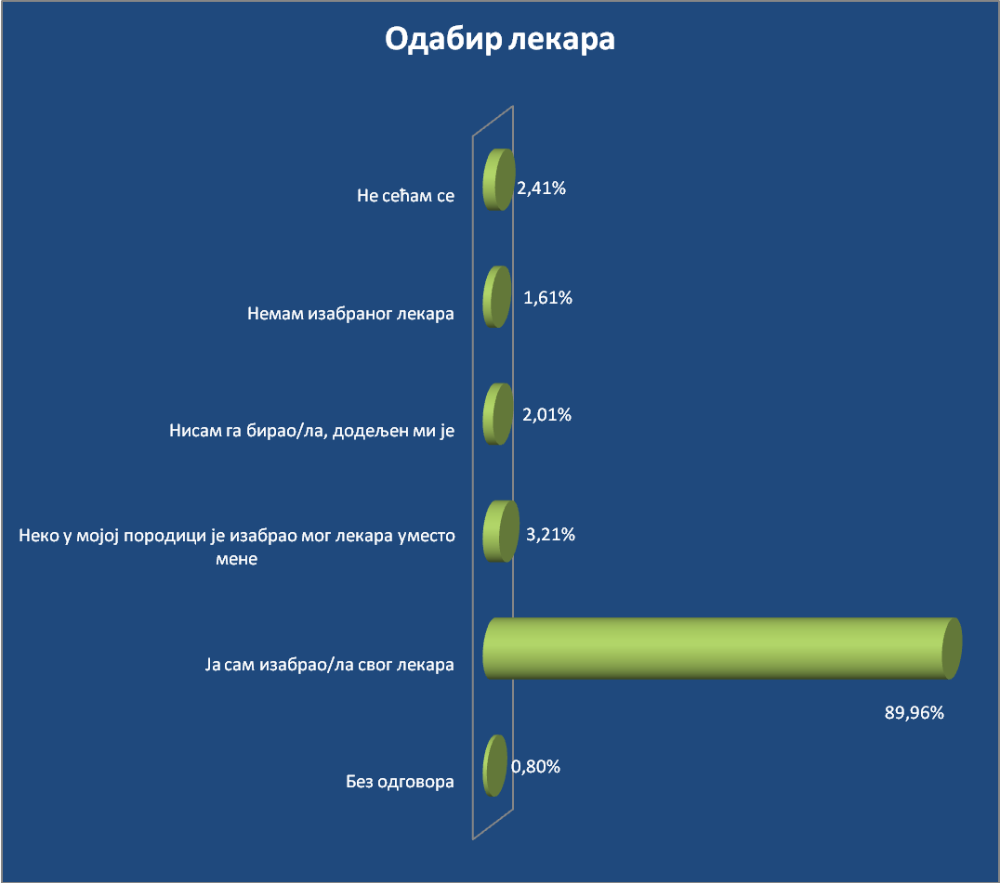 Одабир лекара
Не сећам се
2,41%
Немам изабраног лекара
1,61%
Нисам га бирао/ла, додељен ми је
2,01%
Неко у мојој породици је изабрао мог лекара уместо
мене
3,21%
Ја сам изабрао/ла свог лекара
89,96%
Без одговора
0,80%